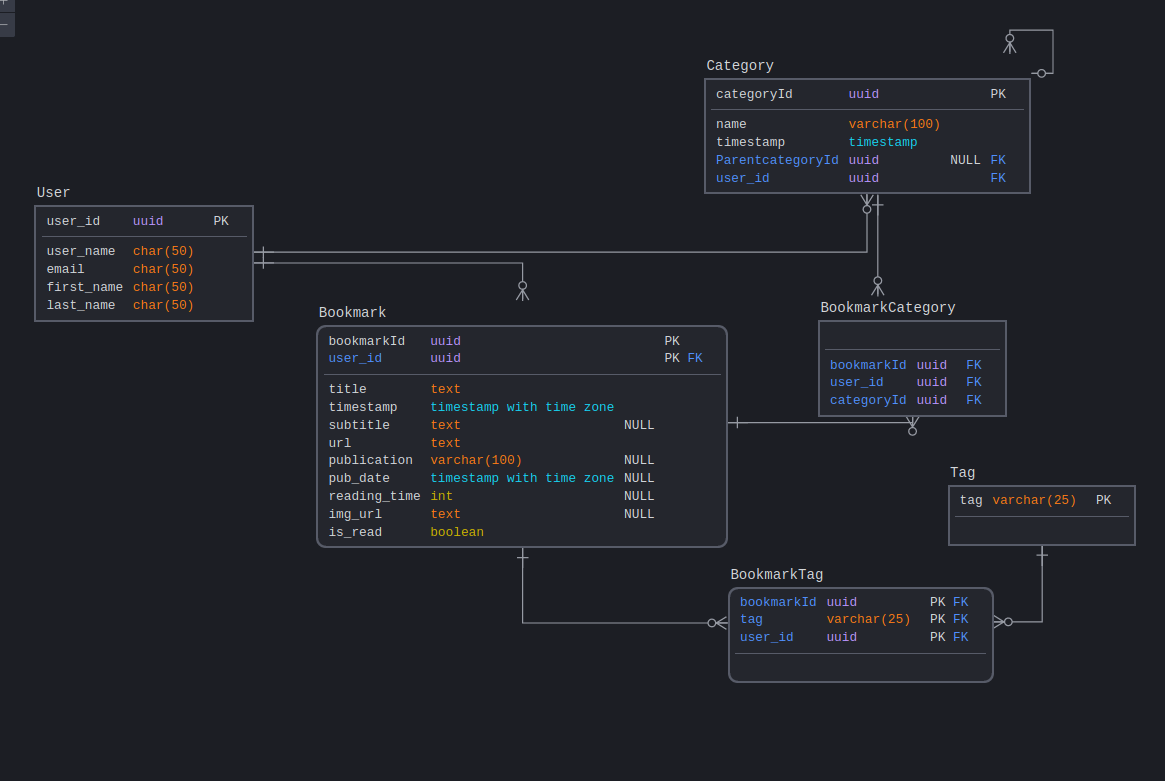 Category
categoryId uuid PK
name varchar(100)
timestamp timestamp
ParentcategoryId uuid NULL FK
user_id uuid FK
User
user_id uuid PK
user_name char(50)
email char(50)
first_name char(50)
last_name char(50)
Bookmark
bookmarkId uuid PK
user_id uuid PK FK
title text
timestamp timestamp with time zone
subtitle text NULL
url text
publication varchar(100) NULL
pub_date timestamp with time zone NULL
reading_time int NULL
img_url text NULL
is_read boolean
BookmarkCategory
bookmarkId uuid FK
user_id uuid FK
categoryId uuid FK
Tag
tag varchar(25) PK
BookmarkTag
bookmarkId uuid PK FK
tag varchar(25) PK FK
user_id uuid PK FK